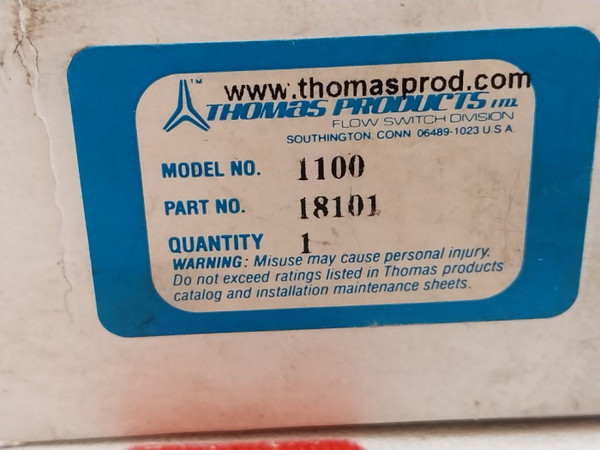 www.thomasprod.com
™
THOMAS PRODUCTS LTD.
FLOW SWITCH DIVISION
SOUTHINGTON, CONN 06489-1023 U.S.A.
MODEL NO. 1100
PART NO. 18101
QUANTITY 1
WARNING: Misuse may cause personal injury.
Do not exceed ratings listed in Thomas products
catalog and installation maintenance sheets.